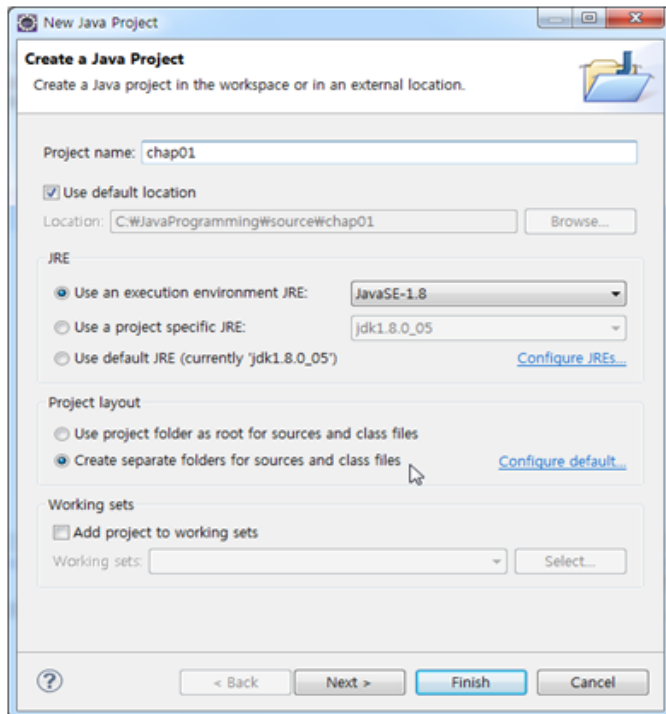 New Java Project
Create a Java Project
Create a Java project in the workspace or in an external location.
Project name: chap01
Use default location
Location: C:₩JavaProgramming₩source₩chap01 Browse...
JRE
Use an execution environment JRE: JavaSE-1.8
Use a project specific JRE: jdk1.8.0_05
Use default JRE (currently 'jdk1.8.0_05') Configure JREs...
Project layout
Use project folder as root for sources and class files
Create separate folders for sources and class files Configure default...
Working sets
Add project to working sets
Working sets: Select...
? < Back Next > Finish Cancel